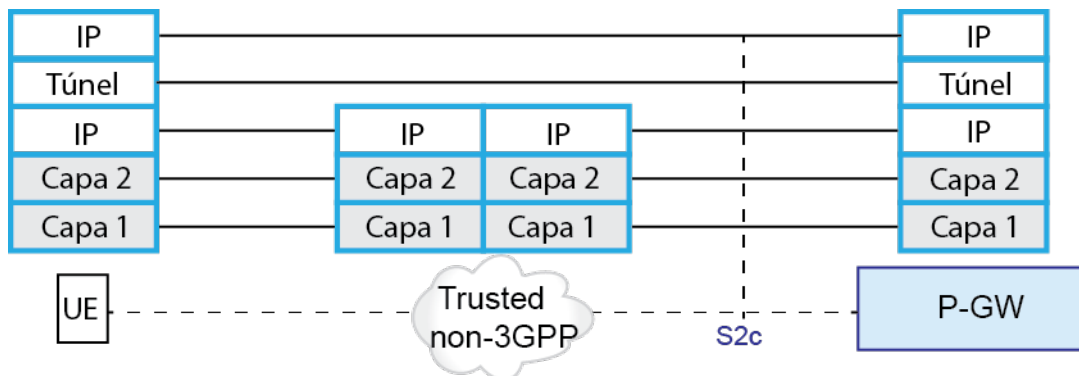 IP
IP
Túnel
Túnel
IP
IP
IP
IP
Capa 2
Capa 2
Capa 2
Capa 2
Capa 1
Capa 1
Capa 1
Capa 1
UE
Trusted
non-3GPP
S2c
P-GW